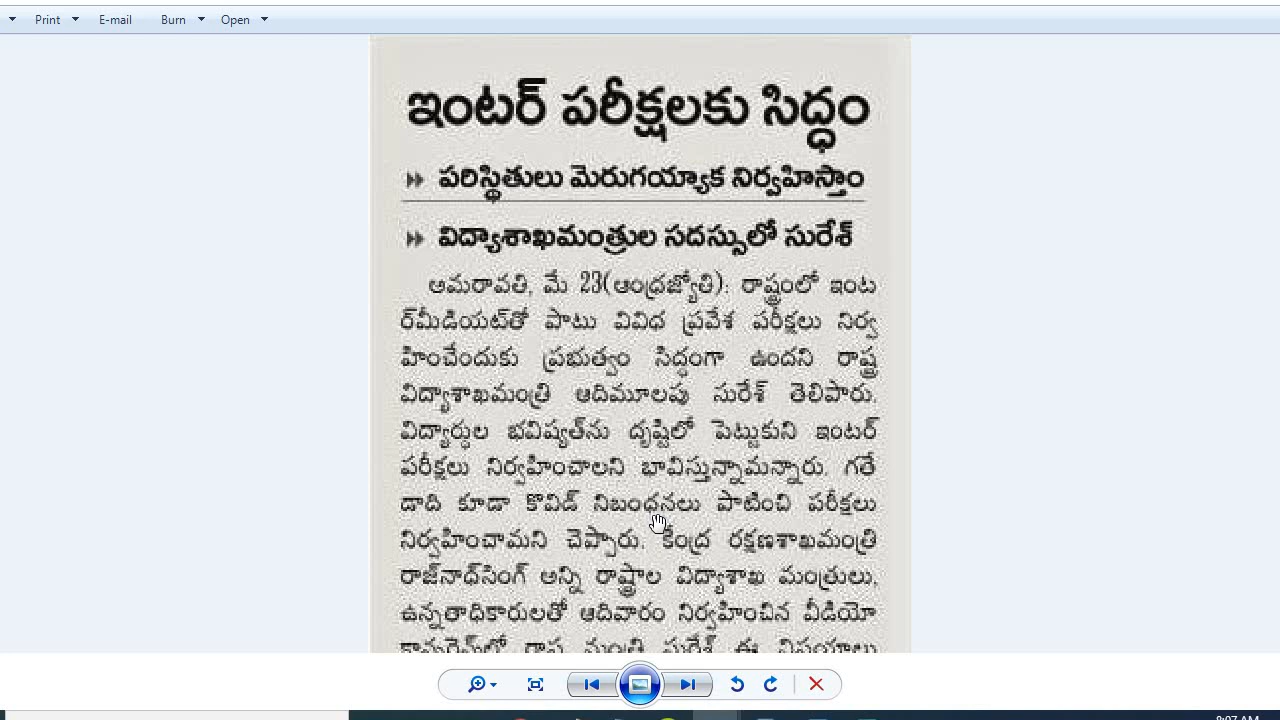 Print E-mail Burn Open
ఇంటర్ పరీక్షలకు సిద్ధం
పరిస్థితులు మెరుగయ్యాక నిర్వహిస్తాం
విద్యాశాఖమంత్రుల సదస్సులో సురేశ్
అమరావతి, మే 23(ఆంధ్రజ్యోతి): రాష్ట్రంలో ఇంట
ర్‌మీడియట్‌తో పాటు వివిధ ప్రవేశ పరీక్షలు నిర్వ
హించేందుకు ప్రభుత్వం సిద్ధంగా ఉందని రాష్ట్ర
విద్యాశాఖమంత్రి ఆదిమూలపు సురేశ్ తెలిపారు.
విద్యార్థుల భవిష్యత్‌ను దృష్టిలో పెట్టుకుని ఇంటర్
పరీక్షలు నిర్వహించాలని బావిస్తున్నామన్నారు. గతే
డాది కూడా కొవిడ్ నిబంధనలు పాటించి పరీక్షలు
నిర్వహించామని చెప్పారు. కేంద్ర రక్షణశాఖమంత్రి
రాజ్‌నాధ్‌సింగ్ అన్ని రాష్ట్రాల విద్యాశాఖ మంత్రులు,
ఉన్నతాధికారులతో ఆదివారం నిర్వహించిన వీడియో
కాన్ఫరెన్స్‌లో రాష్ట్ర మంత్రి సురేశ్ ఈ విషయాలు